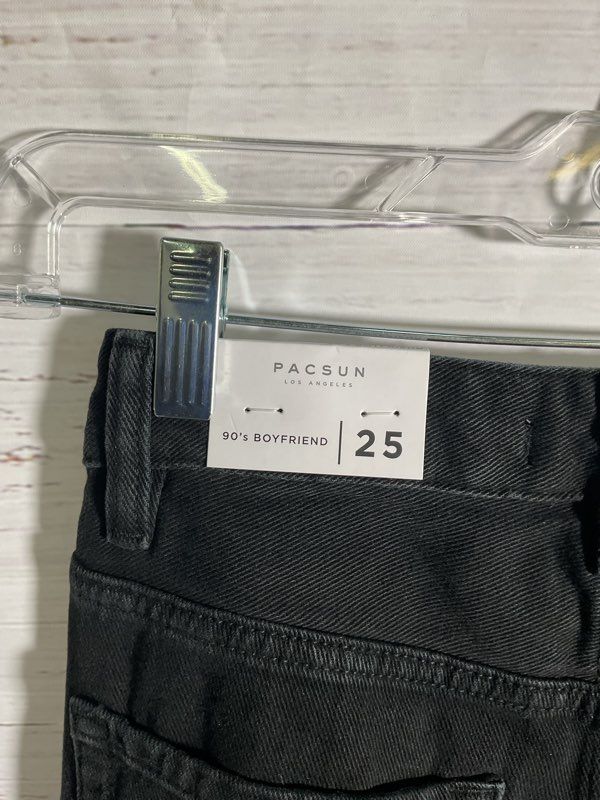 PACSUN
LOS ANGELES
90's BOYFRIEND | 25